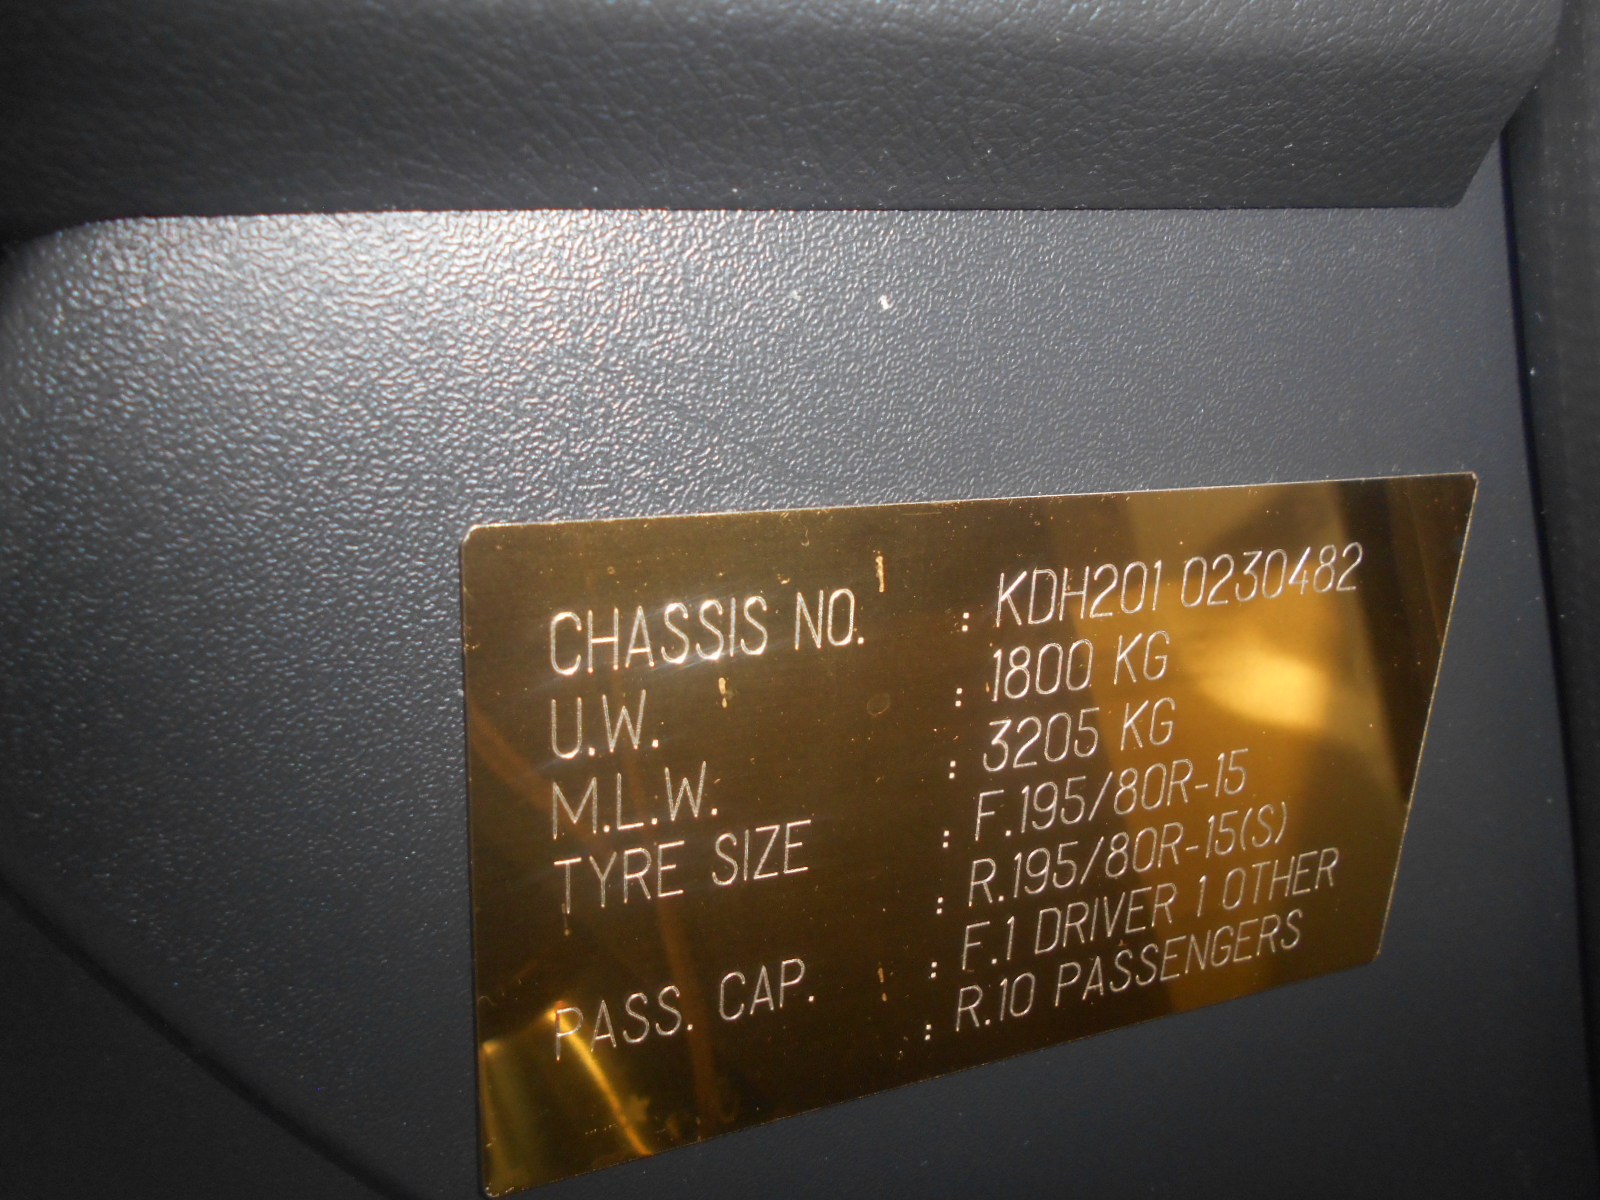 CHASSIS NO. : KDH201 0230482
U.W. : 1800 KG
M.L.W. : 3205 KG
TYRE SIZE : F.195/80R-15
: R.195/80R-15(S)
PASS. CAP. : F.1 DRIVER 1 OTHER
: R.10 PASSENGERS